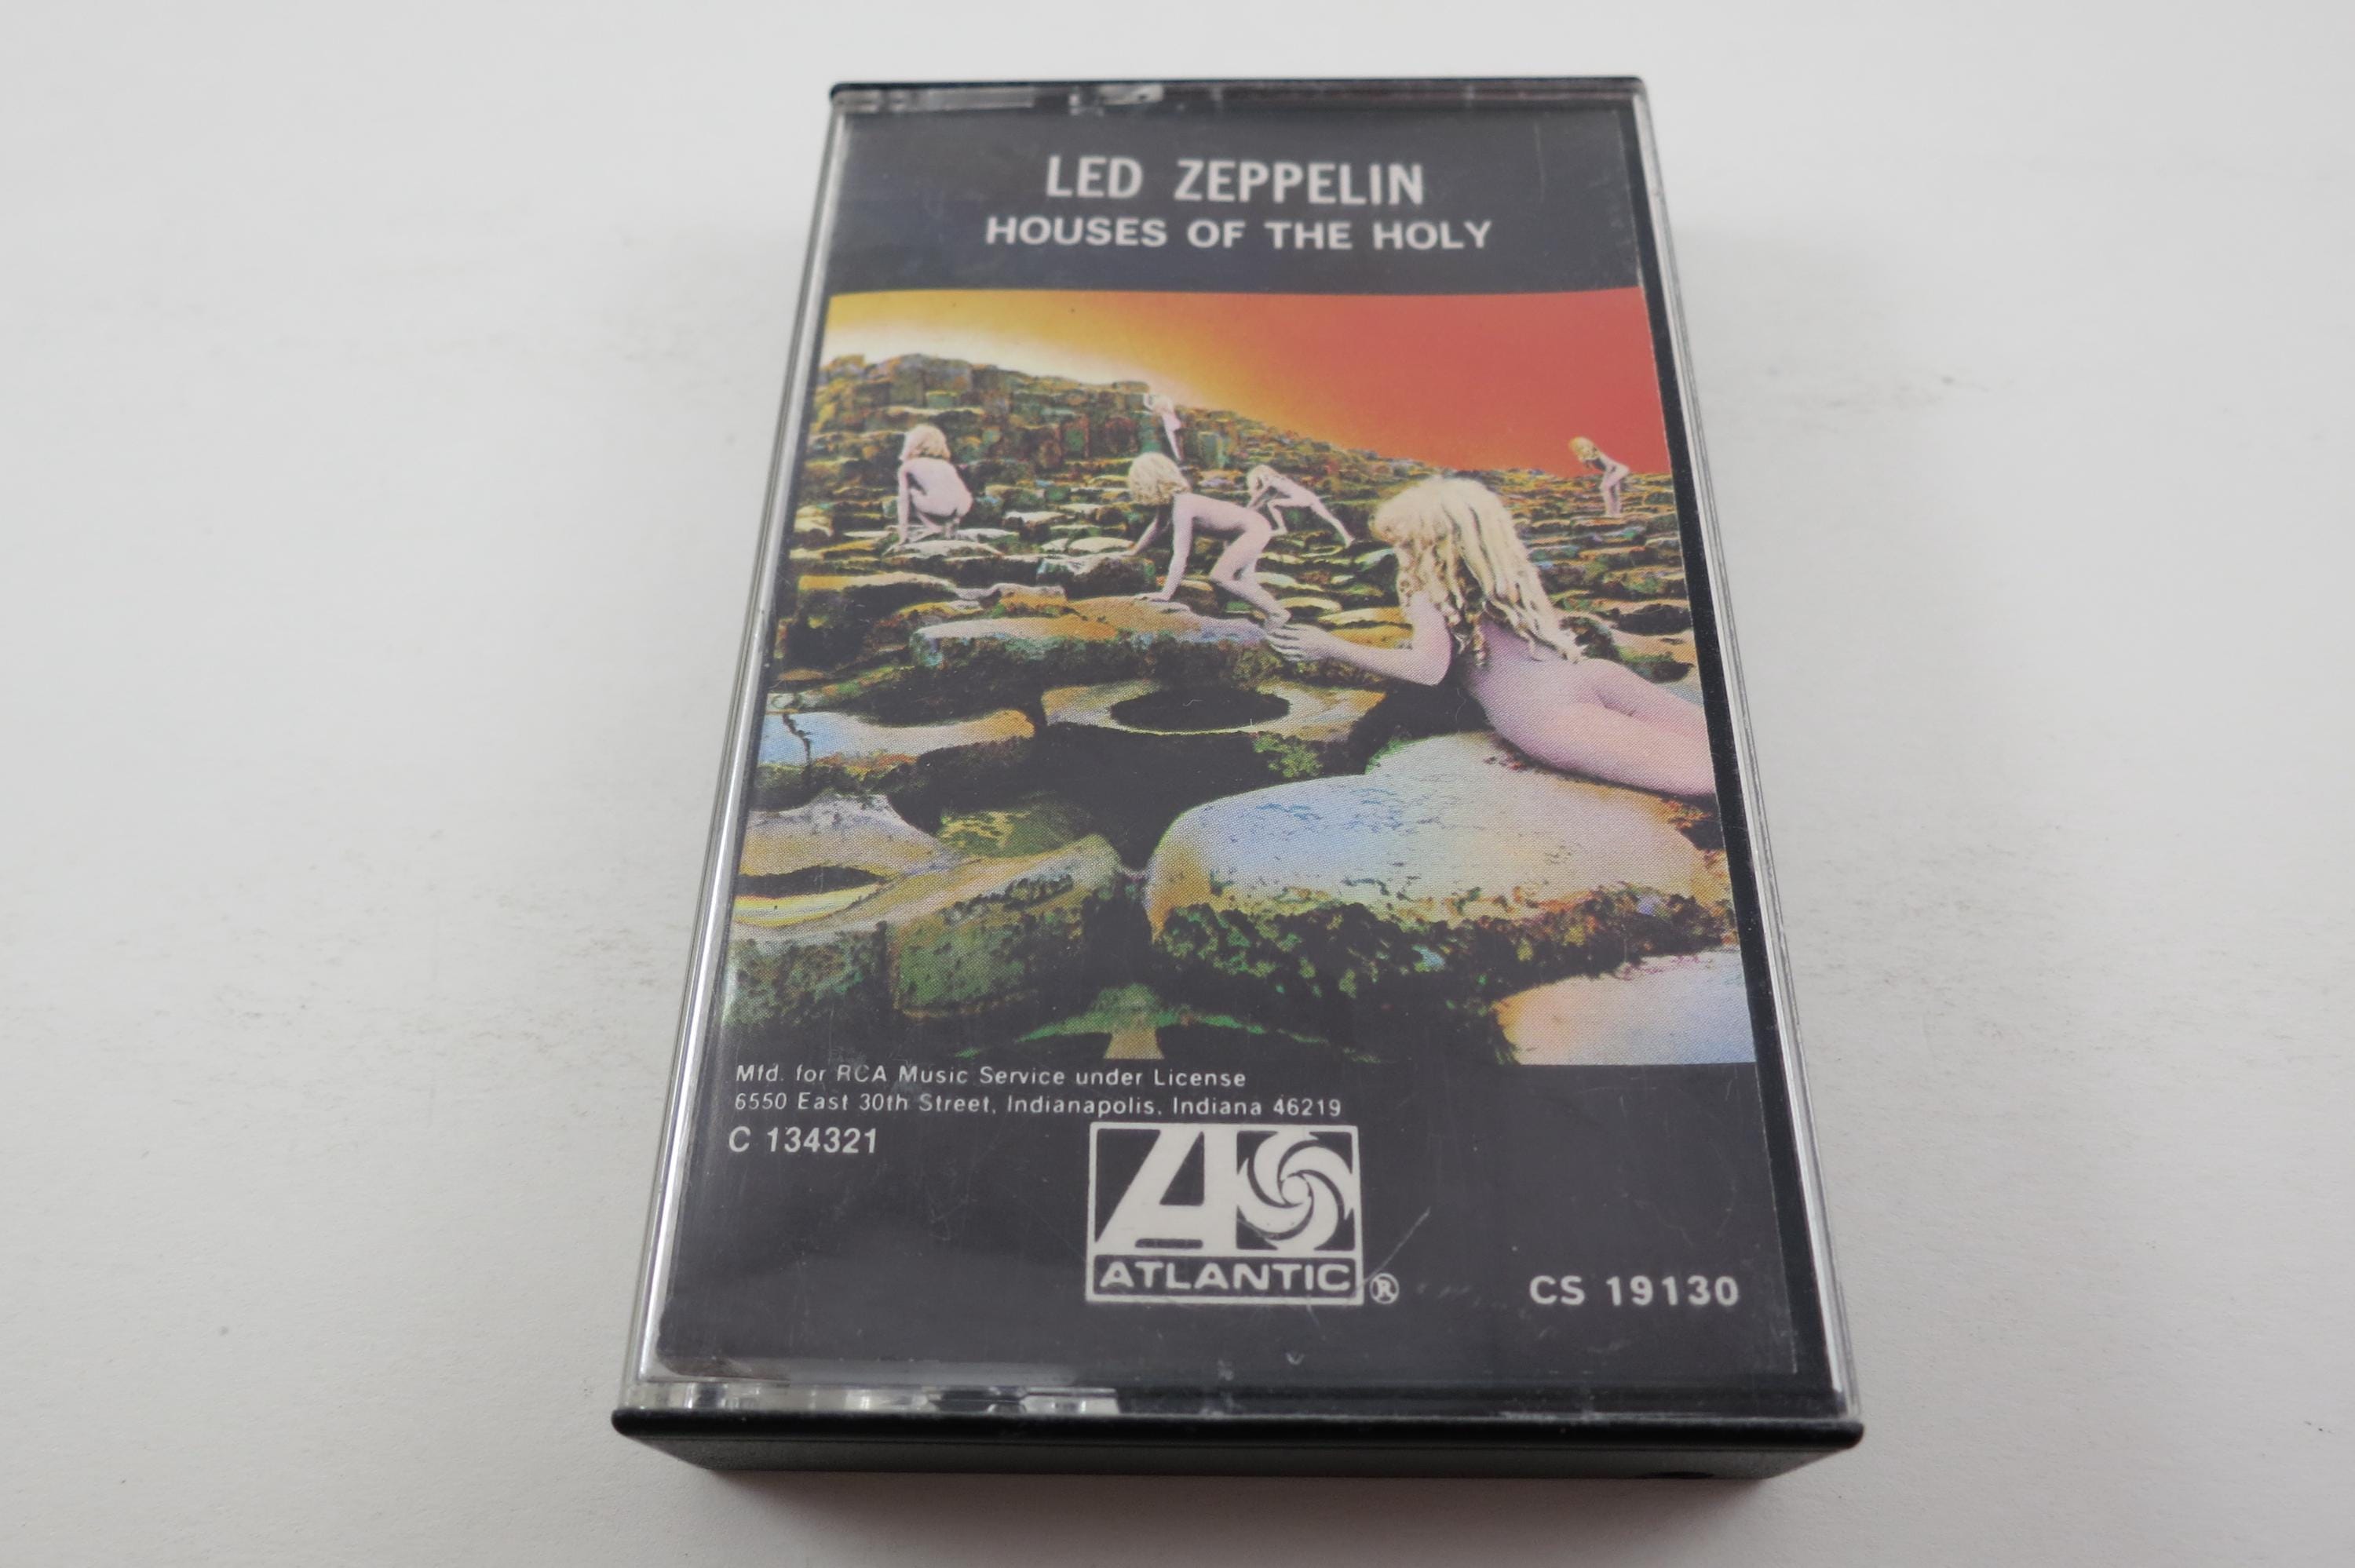 LED ZEPPELIN
HOUSES OF THE HOLY
Mfd. for RCA Music Service under License
6550 East 30th Street, Indianapolis, Indiana 46219
C 134321
ATLANTIC®
CS 19130